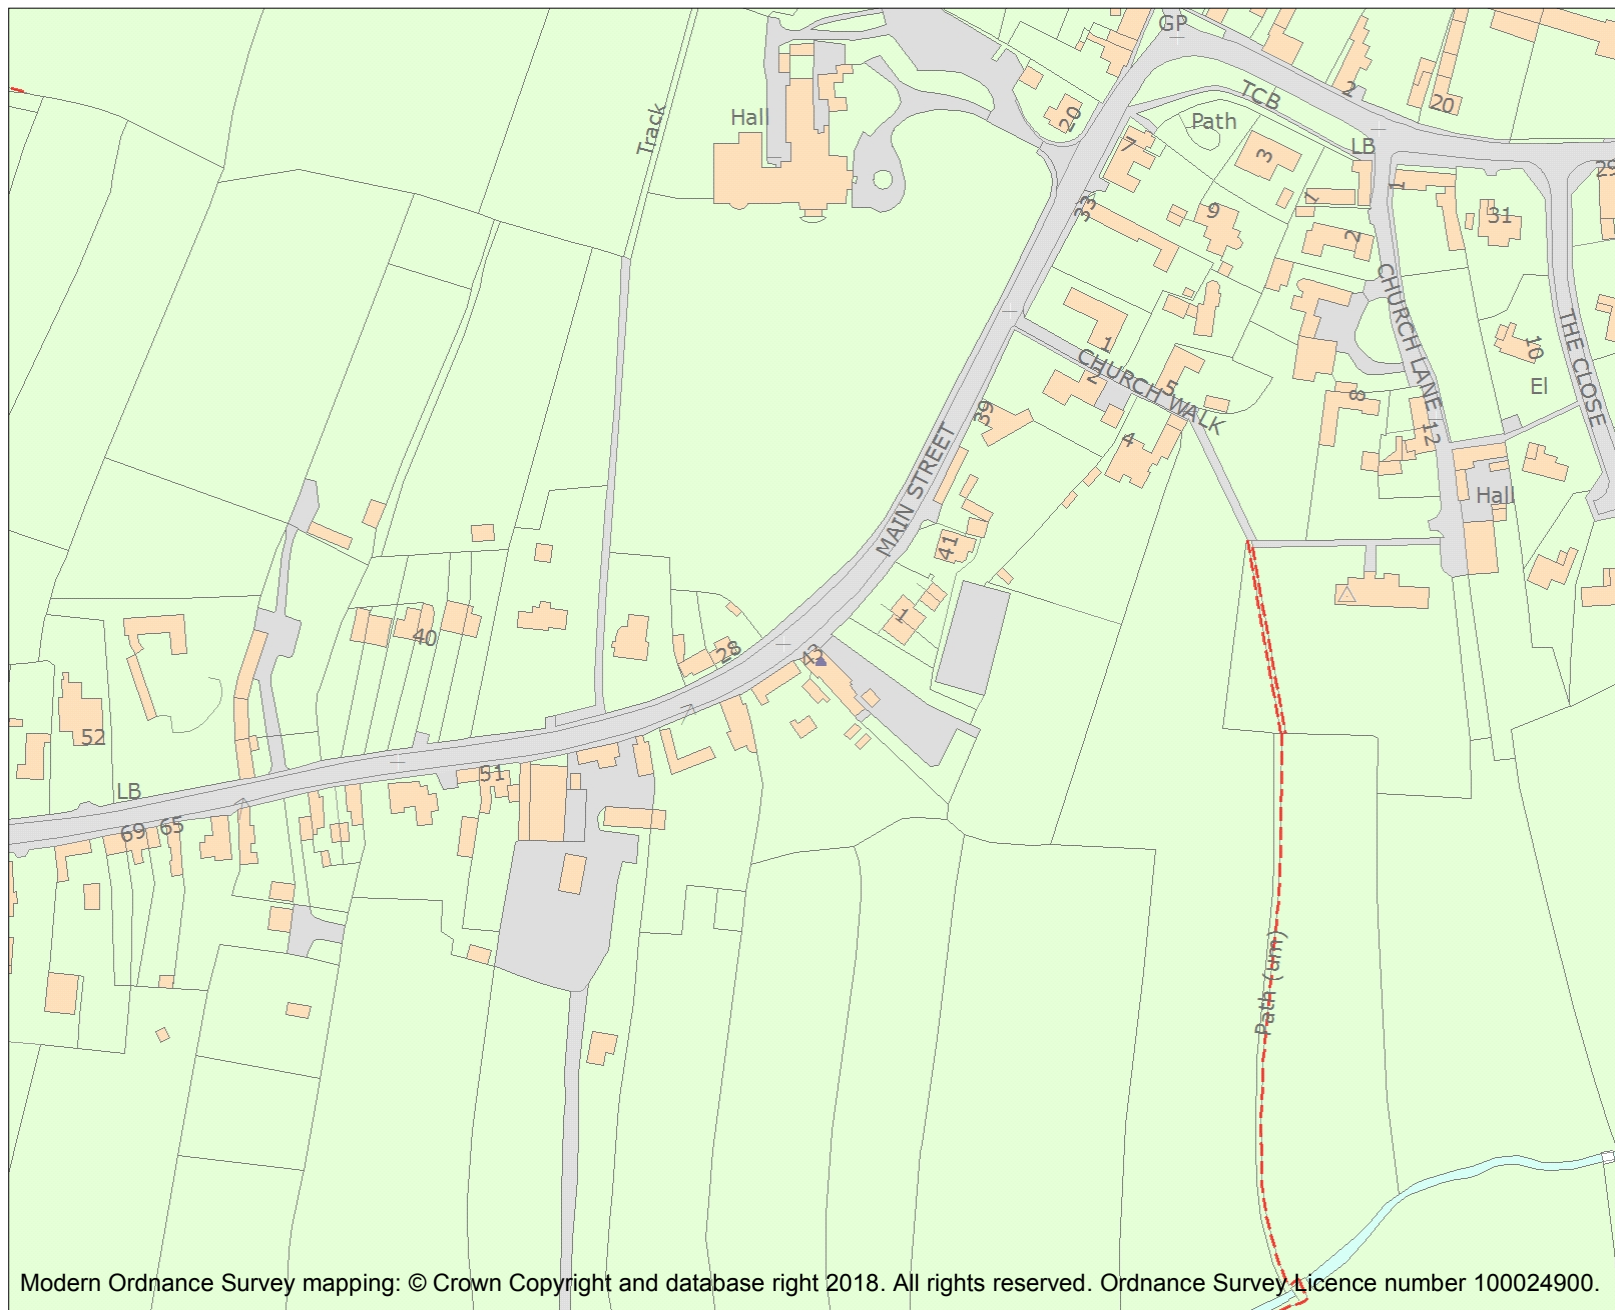 GP
TCB
2
20
Track
Hall
20
Path
7
3
LB
1
1
29
33
9
2
31
CHURCH LANE
THE CLOSE
1
CHURCH WALK
2
5
10
El
8
39
4
12
MAIN STREET
Hall
41
1
40
28
43
52
51
LB
69
65
Path (um)
Modern Ordnance Survey mapping: © Crown Copyright and database right 2018. All rights reserved. Ordnance Survey Licence number 100024900.